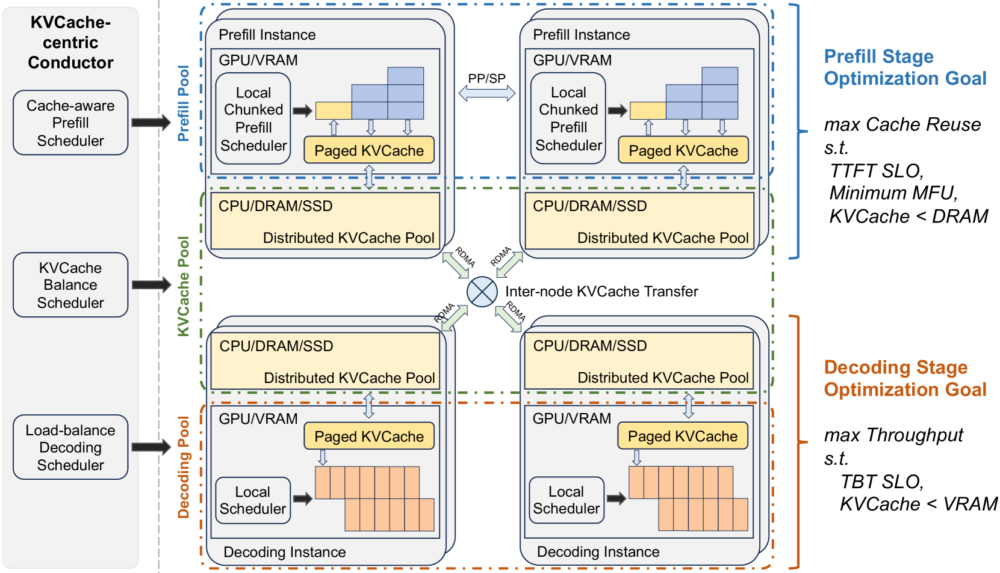 KVCache-
centric
Conductor
Cache-aware
Prefill
Scheduler
KVCache
Balance
Scheduler
Load-balance
Decoding
Scheduler
Prefill Pool
KVCache Pool
Decoding Pool
Prefill Instance
GPU/VRAM
Local
Chunked
Prefill
Scheduler
Paged KVCache
CPU/DRAM/SSD
Distributed KVCache Pool
PP/SP
Prefill Instance
GPU/VRAM
Local
Chunked
Prefill
Scheduler
Paged KVCache
CPU/DRAM/SSD
Distributed KVCache Pool
RDMA
RDMA
Inter-node KVCache Transfer
RDMA
RDMA
CPU/DRAM/SSD
Distributed KVCache Pool
GPU/VRAM
Paged KVCache
Local
Scheduler
Decoding Instance
CPU/DRAM/SSD
Distributed KVCache Pool
GPU/VRAM
Paged KVCache
Local
Scheduler
Decoding Instance
Prefill Stage
Optimization Goal
max Cache Reuse
s.t.
TTFT SLO,
Minimum MFU,
KVCache < DRAM
Decoding Stage
Optimization Goal
max Throughput
s.t.
TBT SLO,
KVCache < VRAM